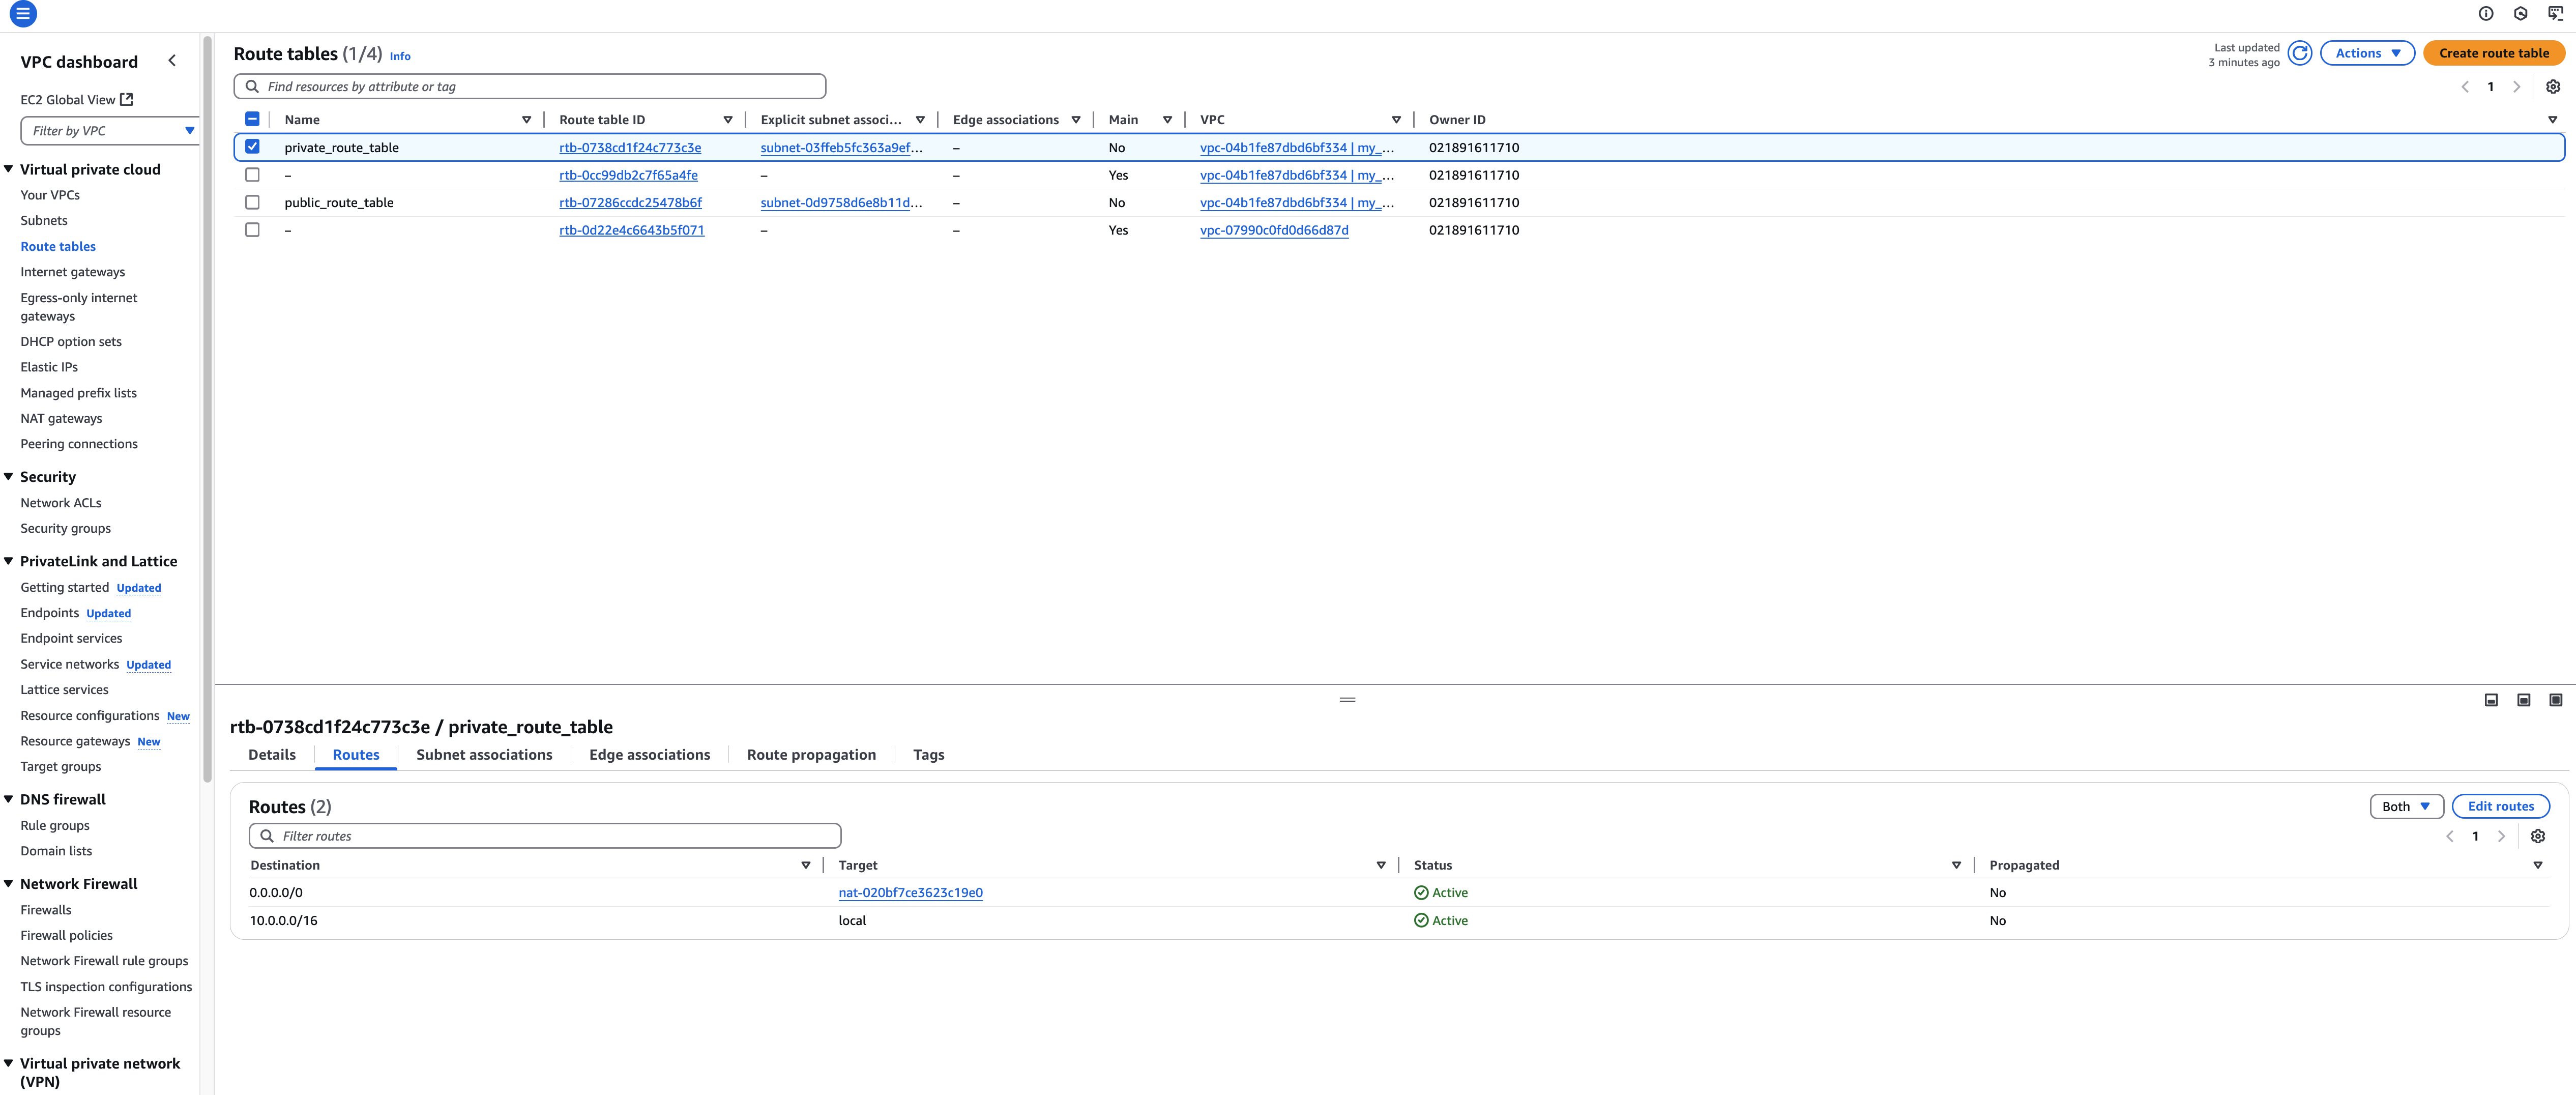 VPC dashboard
EC2 Global View
Filter by VPC
Virtual private cloud
Your VPCs
Subnets
Route tables
Internet gateways
Egress-only internet
gateways
DHCP option sets
Elastic IPs
Managed prefix lists
NAT gateways
Peering connections
Security
Network ACLs
Security groups
PrivateLink and Lattice
Getting started Updated
Endpoints Updated
Endpoint services
Service networks Updated
Lattice services
Resource configurations New
Resource gateways New
Target groups
DNS firewall
Rule groups
Domain lists
Network Firewall
Firewalls
Firewall policies
Network Firewall rule groups
TLS inspection configurations
Network Firewall resource
groups
Virtual private network
(VPN)
Route tables (1/4) Info
Last updated
3 minutes ago
Actions
Create route table
Find resources by attribute or tag
1
Name Route table ID Explicit subnet associ... Edge associations Main VPC Owner ID
private_route_table rtb-0738cd1f24c773c3e subnet-03ffeb5fc363a9ef... – No vpc-04b1fe87dbd6bf334 | my_... 021891611710
– rtb-0cc99db2c7f65a4fe – – Yes vpc-04b1fe87dbd6bf334 | my_... 021891611710
public_route_table rtb-07286ccdc25478b6f subnet-0d9758d6e8b11d... – No vpc-04b1fe87dbd6bf334 | my_... 021891611710
– rtb-0d22e4c6643b5f071 – – Yes vpc-07990c0fd0d66d87d 021891611710
rtb-0738cd1f24c773c3e / private_route_table
Details Routes Subnet associations Edge associations Route propagation Tags
Routes (2)
Both
Edit routes
Filter routes
1
Destination Target Status Propagated
0.0.0.0/0 nat-020bf7ce3623c19e0 Active No
10.0.0.0/16 local Active No